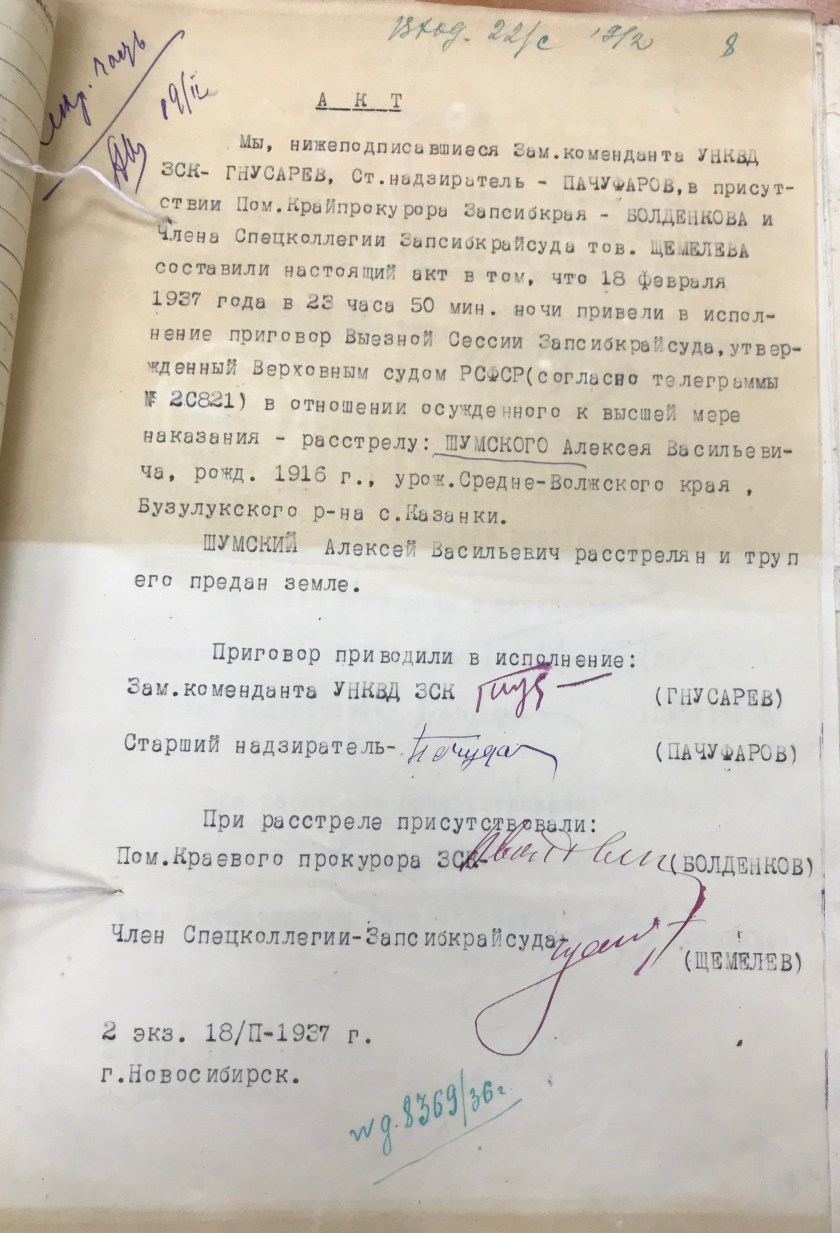 Вход. 22/с 19/2 8
часть
19/II
АКТ
Мы, нижеподписавшиеся Зам.коменданта УНКВД
ЗСК- ГНУСАРЕВ, Ст.надзиратель - ПАЧУФАРОВ,в присут-
ствии Пом.Крайпрокурора Запсибкрая - БОЛДЕНКОВА и
Члена Спецколлегии Запсибкрайсуда тов. ЩЕМЕЛЕВА
составили настоящий акт в том, что 18 февраля
1937 года в 23 часа 50 мин. ночи привели в испол-
нение приговор Выезной Сессии Запсибкрайсуда,утвер-
жденный Верховным судом РСФСР(согласно телеграммы
№ 20821) в отношении осужденного к высшей мере
наказания - расстрелу: ШУМСКОГО Алексея Васильеви-
ча, рожд. 1916 г., урож.Средне-Волжского края ,
Бузулукского р-на с.Казанки.
ШУМСКИЙ Алексей Васильевич расстрелян и труп
его предан земле.
Приговор приводили в исполнение:
Зам.коменданта УНКВД ЗСК (ГНУСАРЕВ)
Старший надзиратель- (ПАЧУФАРОВ)
При расстреле присутствовали:
Пом.Краевого прокурора ЗСК- (БОЛДЕНКОВ)
Член Спецколлегии-Запсибкрайсуда- (ЩЕМЕЛЕВ)
2 экз. 18/П-1937 г.
г.Новосибирск.
д.8369/36г